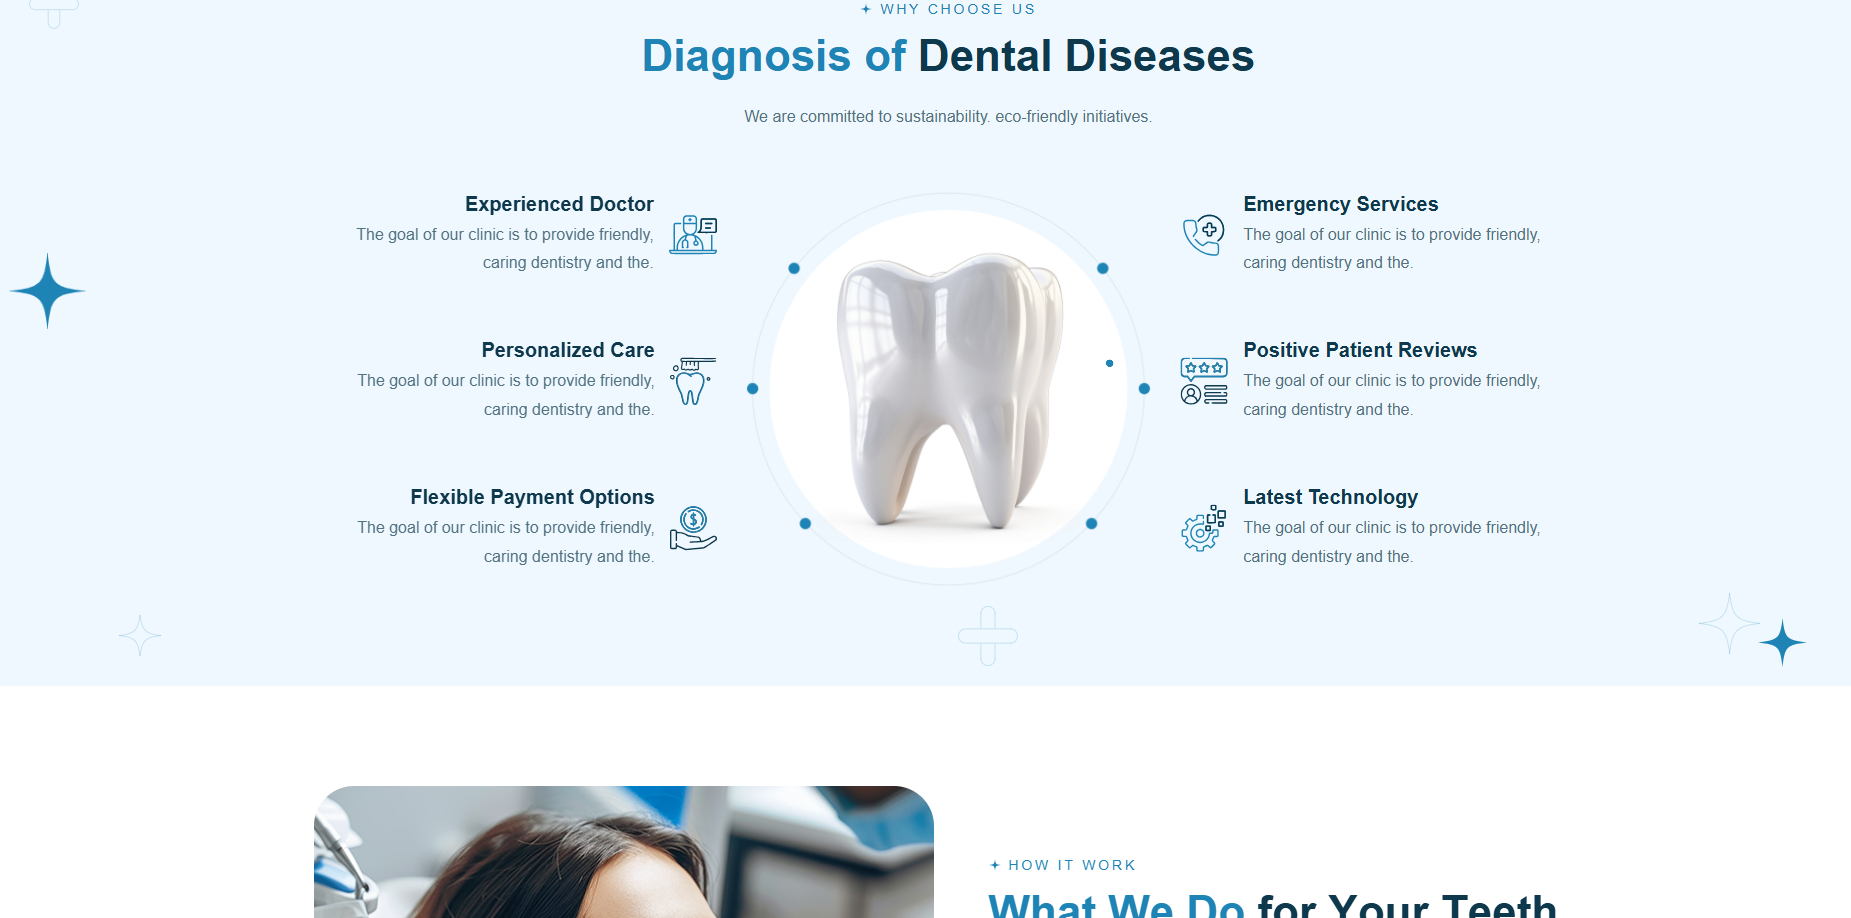 WHY CHOOSE US
Diagnosis of Dental Diseases
We are committed to sustainability. eco-friendly initiatives.
Experienced Doctor
The goal of our clinic is to provide friendly,
caring dentistry and the.
Personalized Care
The goal of our clinic is to provide friendly,
caring dentistry and the.
Flexible Payment Options
The goal of our clinic is to provide friendly,
caring dentistry and the.
Emergency Services
The goal of our clinic is to provide friendly,
caring dentistry and the.
Positive Patient Reviews
The goal of our clinic is to provide friendly,
caring dentistry and the.
Latest Technology
The goal of our clinic is to provide friendly,
caring dentistry and the.
HOW IT WORK
What We Do for Your Teeth